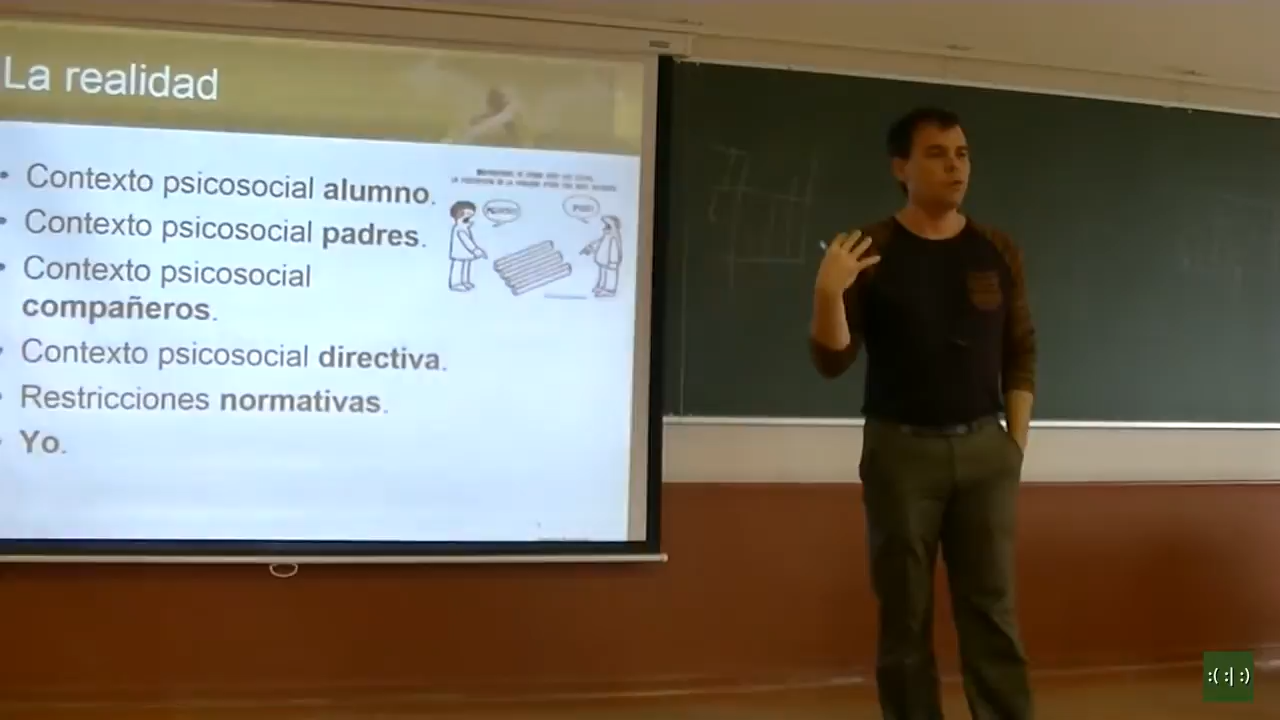 La realidad
• Contexto psicosocial alumno.
• Contexto psicosocial padres.
• Contexto psicosocial
compañeros.
• Contexto psicosocial directiva.
• Restricciones normativas.
• Yo.
:( :| :)